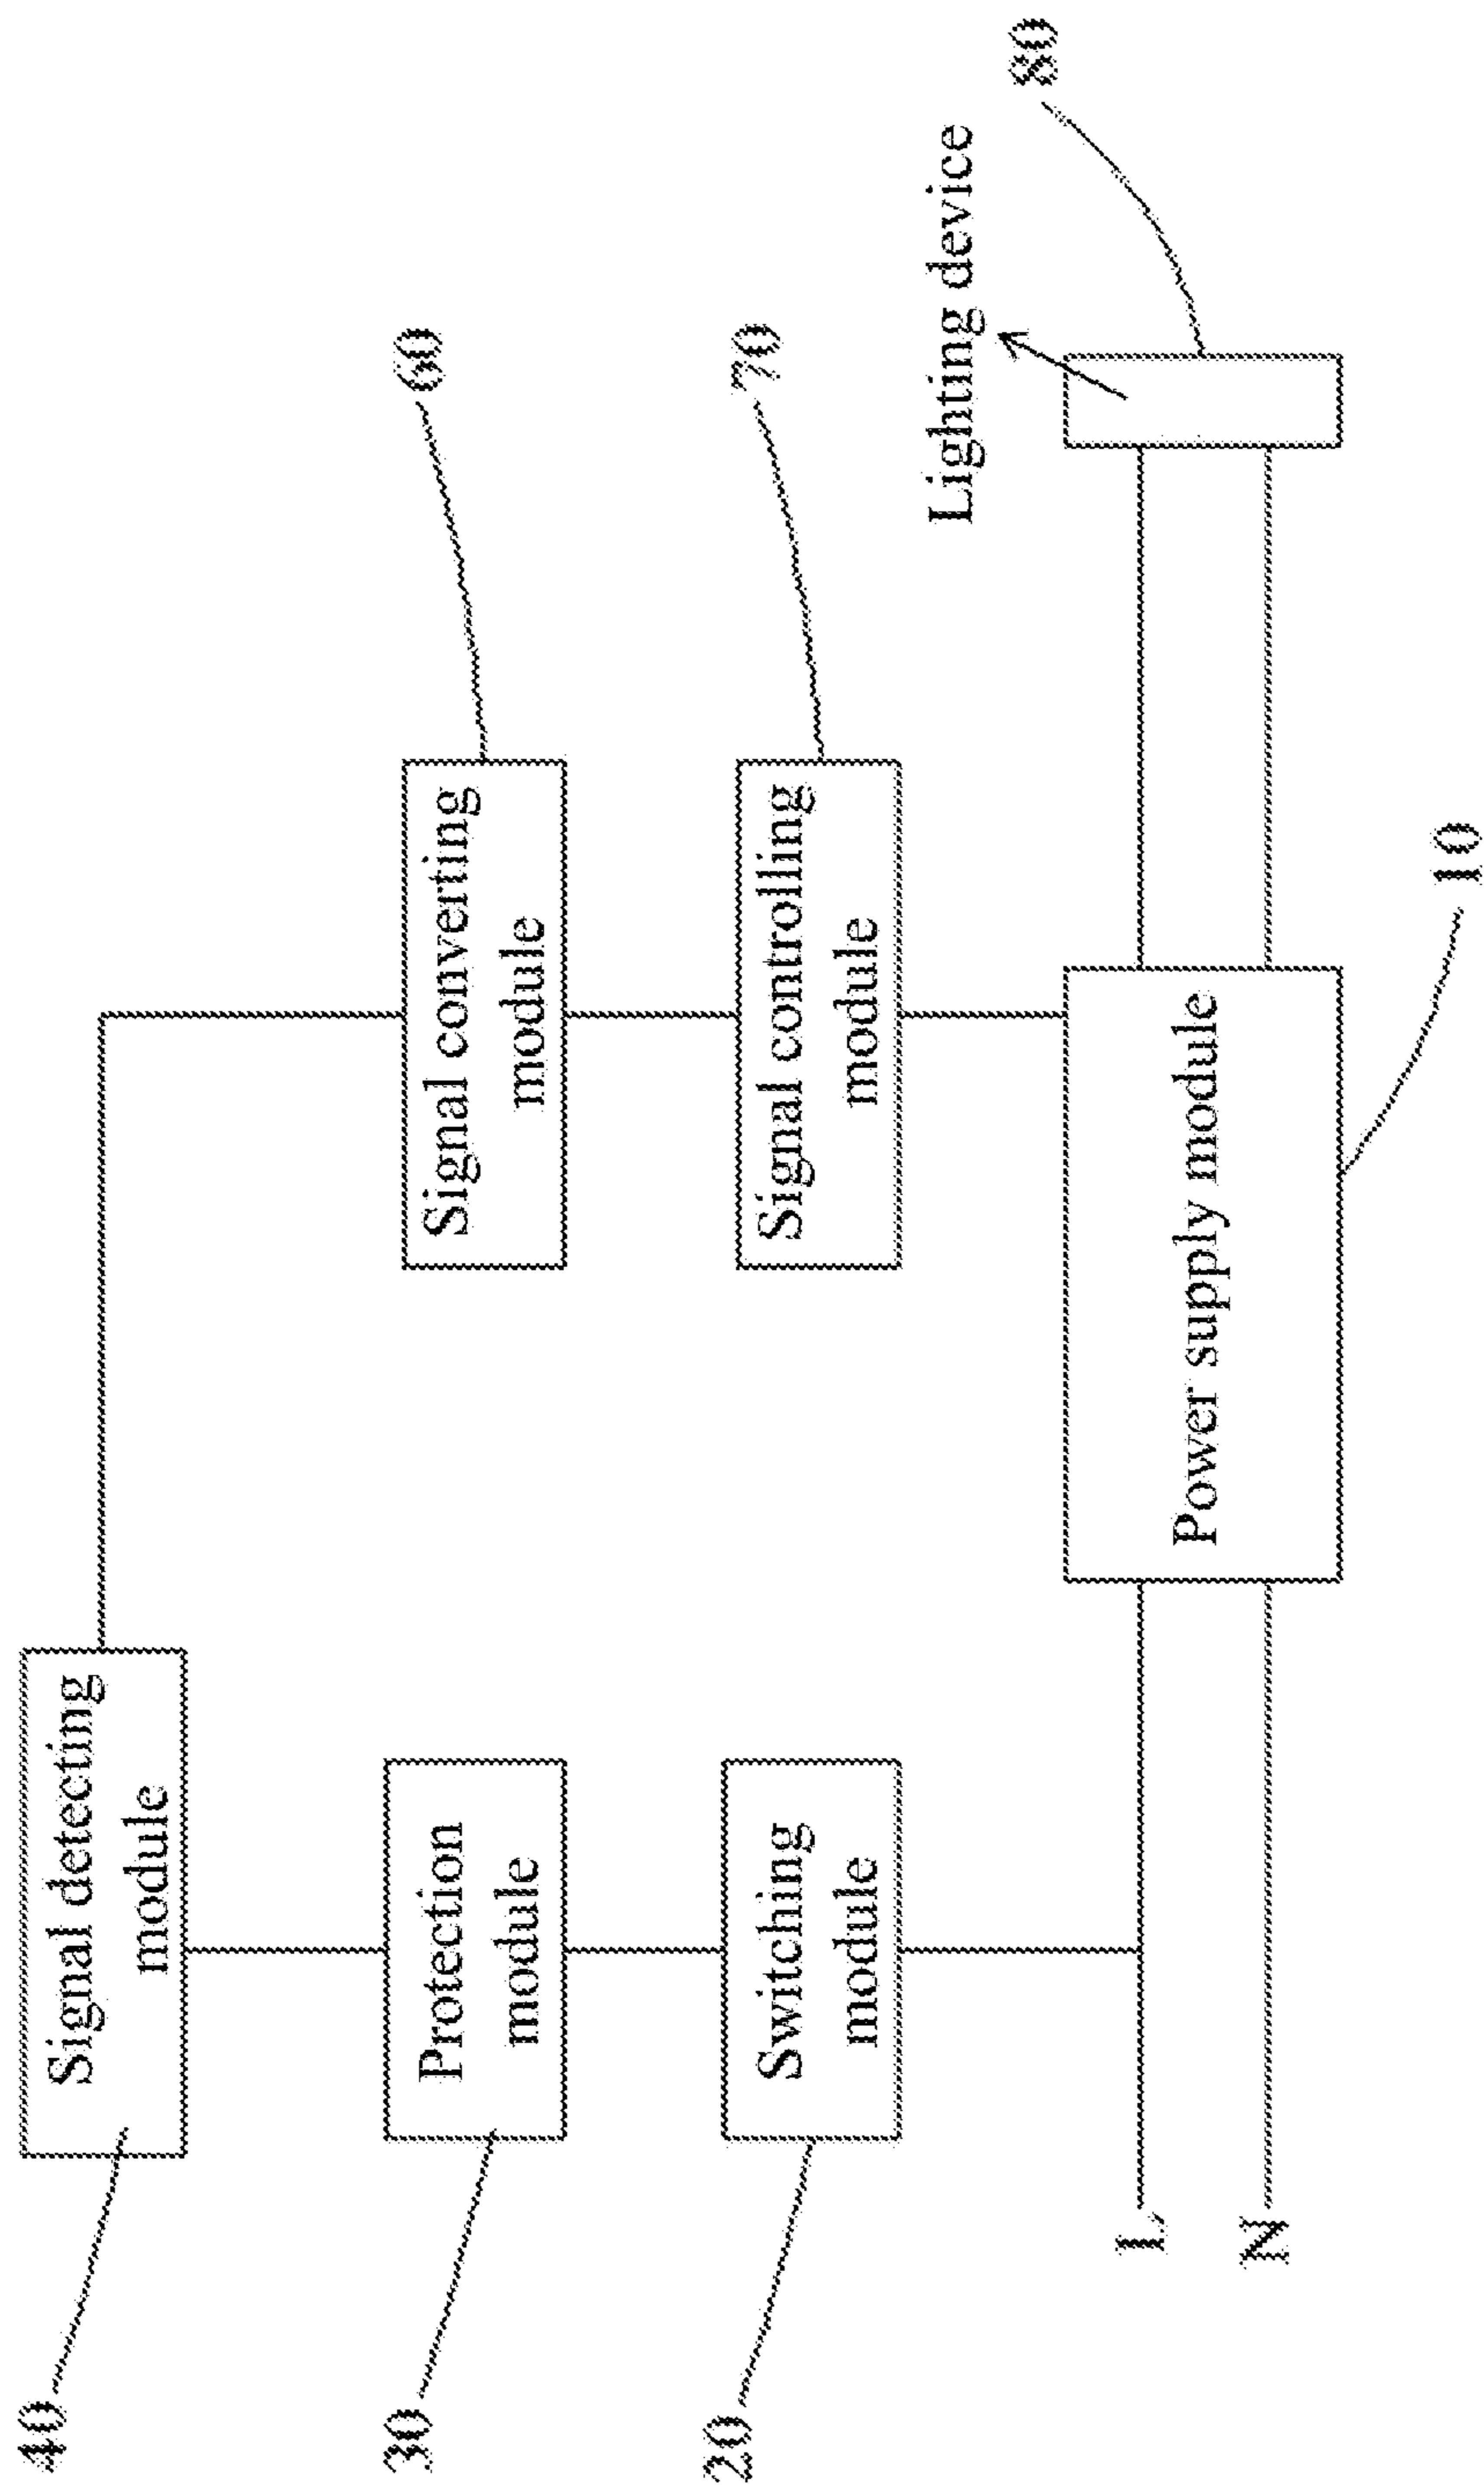 40
Signal detecting
module
30
Protection
module
60
Signal converting
module
20
Switching
module
70
Signal controlling
module
Lighting device
80
L
N
Power supply module
10